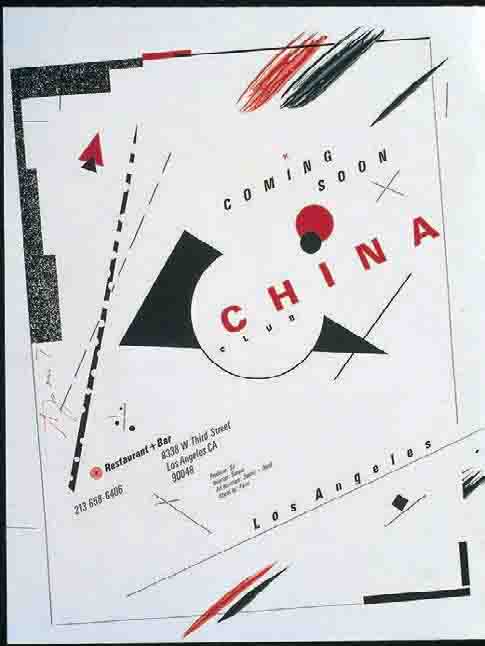 COMING
SOON
CHINA
CLUB
Restaurant + Bar
8338 W Third Street
Los Angeles CA
90048
213 658-6406
Los Angeles